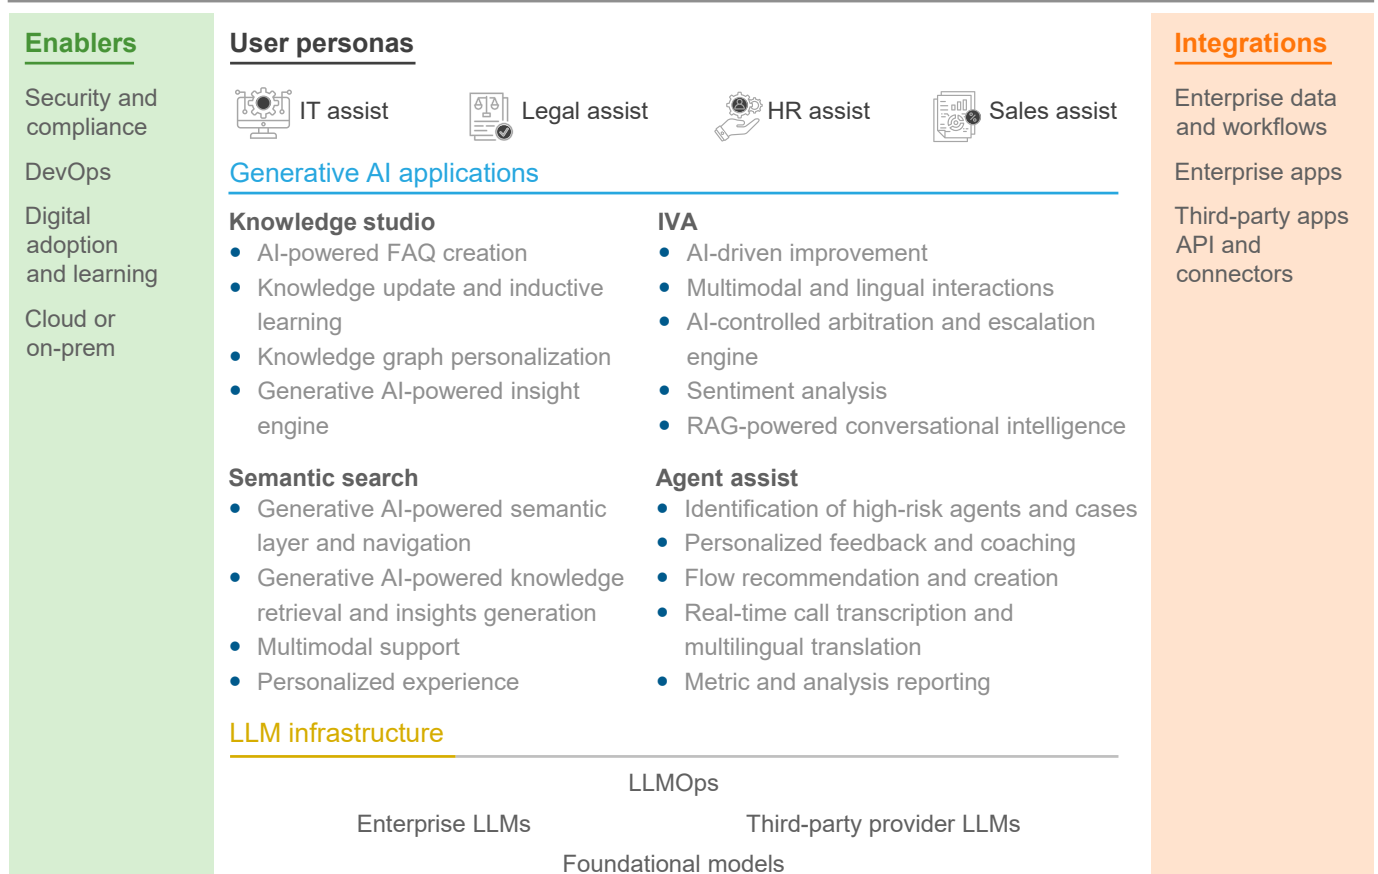 Enablers
Security and
compliance
DevOps
Digital
adoption
and learning
Cloud or
on-prem
User personas
IT assist
Legal assist
HR assist
Sales assist
Generative AI applications
Knowledge studio
• AI-powered FAQ creation
• Knowledge update and inductive
learning
• Knowledge graph personalization
• Generative AI-powered insight
engine
IVA
• AI-driven improvement
• Multimodal and lingual interactions
• AI-controlled arbitration and escalation
engine
• Sentiment analysis
• RAG-powered conversational intelligence
Semantic search
• Generative AI-powered semantic
layer and navigation
• Generative AI-powered knowledge
retrieval and insights generation
• Multimodal support
• Personalized experience
Agent assist
• Identification of high-risk agents and cases
• Personalized feedback and coaching
• Flow recommendation and creation
• Real-time call transcription and
multilingual translation
• Metric and analysis reporting
LLM infrastructure
LLMOps
Enterprise LLMs
Third-party provider LLMs
Foundational models
Integrations
Enterprise data
and workflows
Enterprise apps
Third-party apps
API and
connectors